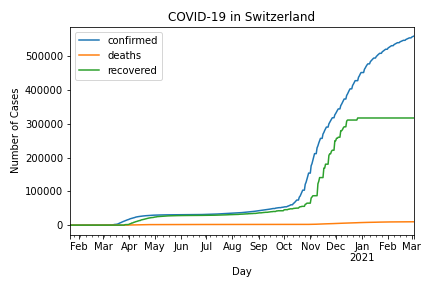 COVID-19 in Switzerland
confirmed
deaths
recovered
Number of Cases
500000
400000
300000
200000
100000
0
Feb Mar Apr May Jun Jul Aug Sep Oct Nov Dec Jan Feb Mar
2021
Day